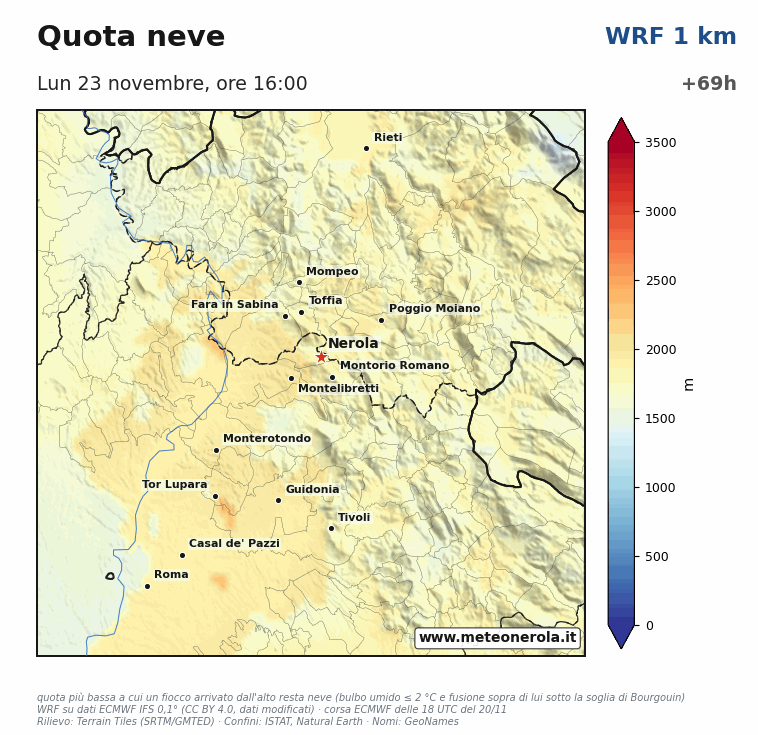 Quota neve
WRF 1 km
Lun 23 novembre, ore 16:00
+69h
Rieti
Mompeo
Toffia
Fara in Sabina
Poggio Moiano
Nerola
Montorio Romano
Montelibretti
Monterotondo
Tor Lupara
Guidonia
Tivoli
Casal de' Pazzi
Roma
www.meteonerola.it
3500
3000
2500
2000
1500
1000
500
0
m
quota più bassa a cui un fiocco arrivato dall'alto resta neve (bulbo umido ≤ 2 °C e fusione sopra di lui sotto la soglia di Bourgouin)
WRF su dati ECMWF IFS 0,1° (CC BY 4.0, dati modificati) · corsa ECMWF delle 18 UTC del 20/11
Rilievo: Terrain Tiles (SRTM/GMTED) · Confini: ISTAT, Natural Earth · Nomi: GeoNames